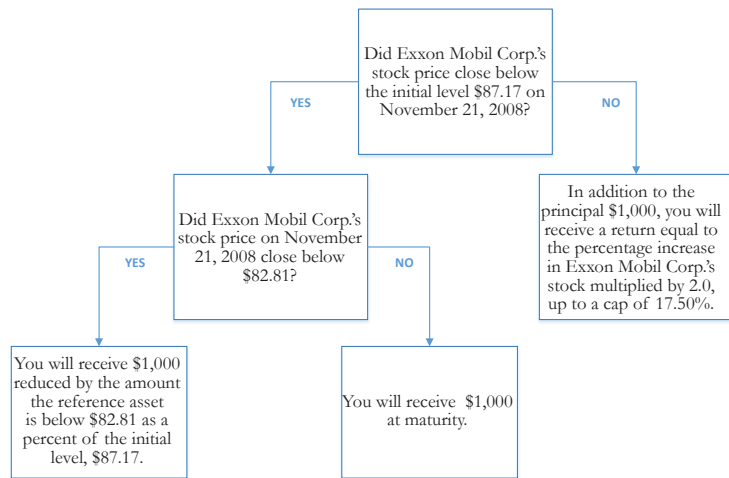 Did Exxon Mobil Corp.'s
stock price close below
the initial level $87.17 on
November 21, 2008?
YES
NO
Did Exxon Mobil Corp.'s
stock price on November
21, 2008 close below
$82.81?
In addition to the
principal $1,000, you will
receive a return equal to
the percentage increase
in Exxon Mobil Corp.'s
stock multiplied by 2.0,
up to a cap of 17.50%.
YES
NO
You will receive $1,000
reduced by the amount
the reference asset
is below $82.81 as a
percent of the initial
level, $87.17.
You will receive $1,000
at maturity.